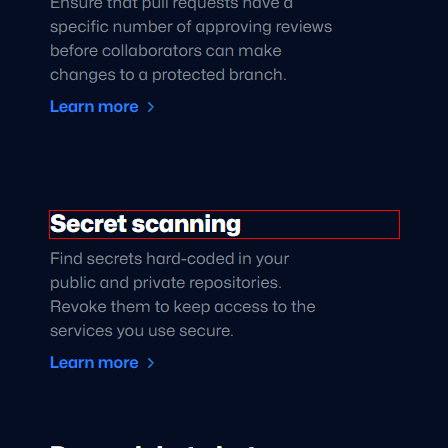 Ensure that pull requests have a
specific number of approving reviews
before collaborators can make
changes to a protected branch.
Learn more
Secret scanning
Find secrets hard-coded in your
public and private repositories.
Revoke them to keep access to the
services you use secure.
Learn more